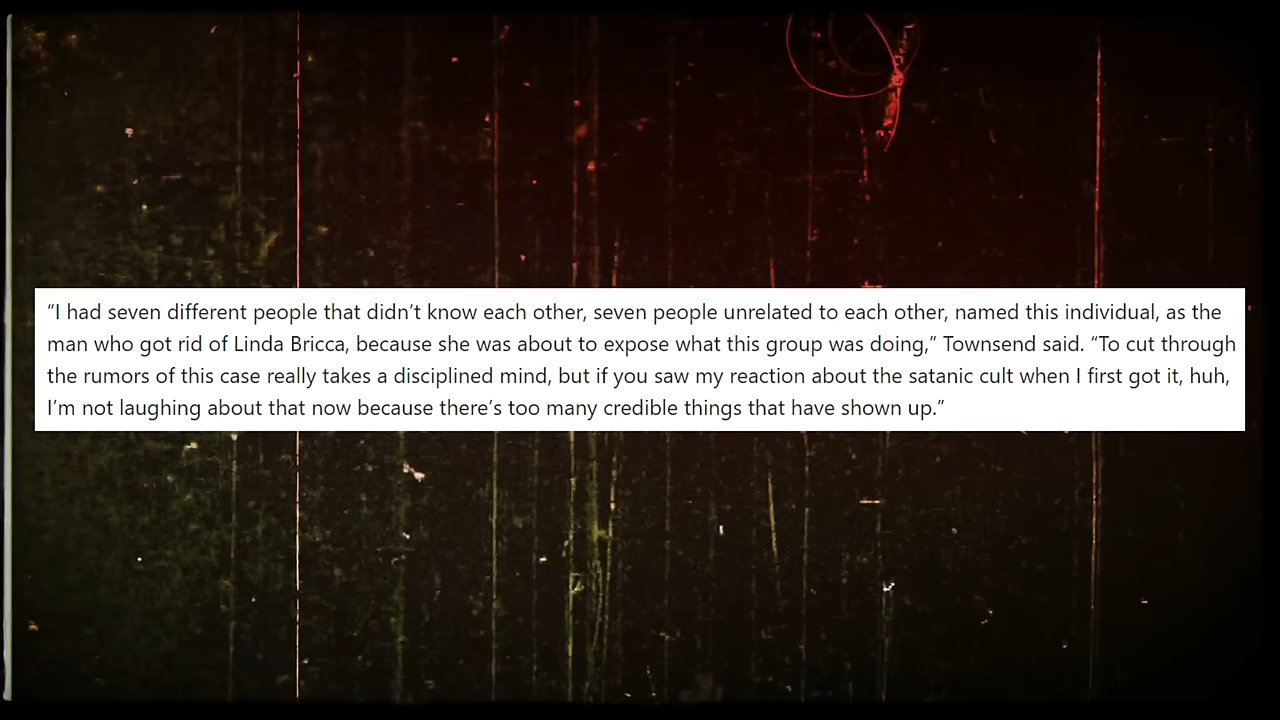 “I had seven different people that didn’t know each other, seven people unrelated to each other, named this individual, as the
man who got rid of Linda Bricca, because she was about to expose what this group was doing,” Townsend said. “To cut through
the rumors of this case really takes a disciplined mind, but if you saw my reaction about the satanic cult when I first got it, huh,
I’m not laughing about that now because there’s too many credible things that have shown up.”